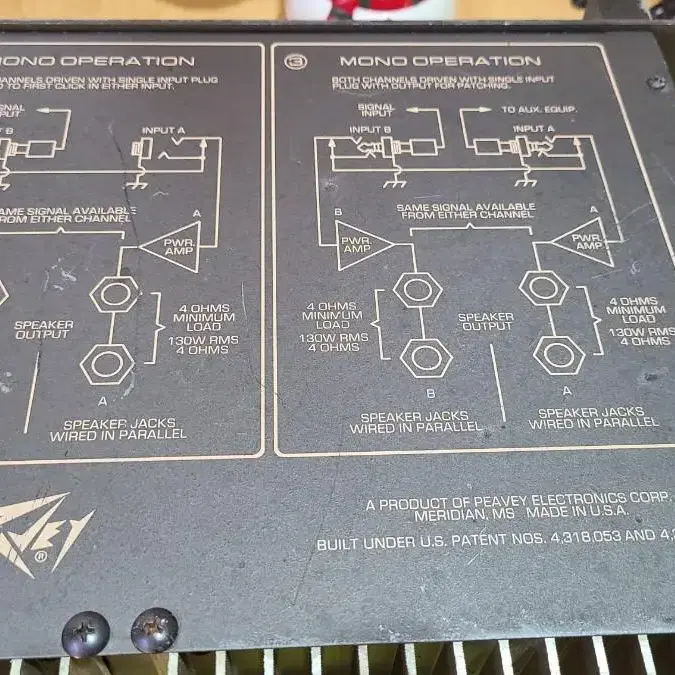 MONO OPERATION
CHANNELS DRIVEN WITH SINGLE INPUT PLUG
TO FIRST CLICK IN EITHER INPUT.
INPUT A
SAME SIGNAL AVAILABLE
FROM EITHER CHANNEL
A
PWR.
AMP
SPEAKER
OUTPUT
4 OHMS
MINIMUM
LOAD
130W RMS
4 OHMS
A
SPEAKER JACKS
WIRED IN PARALLEL
3 MONO OPERATION
BOTH CHANNELS DRIVEN WITH SINGLE INPUT
PLUG WITH OUTPUT FOR PATCHING.
SIGNAL
INPUT
TO AUX. EQUIP.
INPUT B
INPUT A
SAME SIGNAL AVAILABLE
FROM EITHER CHANNEL
B
PWR.
AMP
A
PWR.
AMP
4 OHMS
MINIMUM
LOAD
130W RMS
4 OHMS
SPEAKER
OUTPUT
4 OHMS
MINIMUM
LOAD
130W RMS
4 OHMS
B
A
SPEAKER JACKS
WIRED IN PARALLEL
SPEAKER JACKS
WIRED IN PARALLEL
®
A PRODUCT OF PEAVEY ELECTRONICS CORP.
MERIDIAN, MS MADE IN U.S.A.
BUILT UNDER U.S. PATENT NOS. 4,318,053 AND